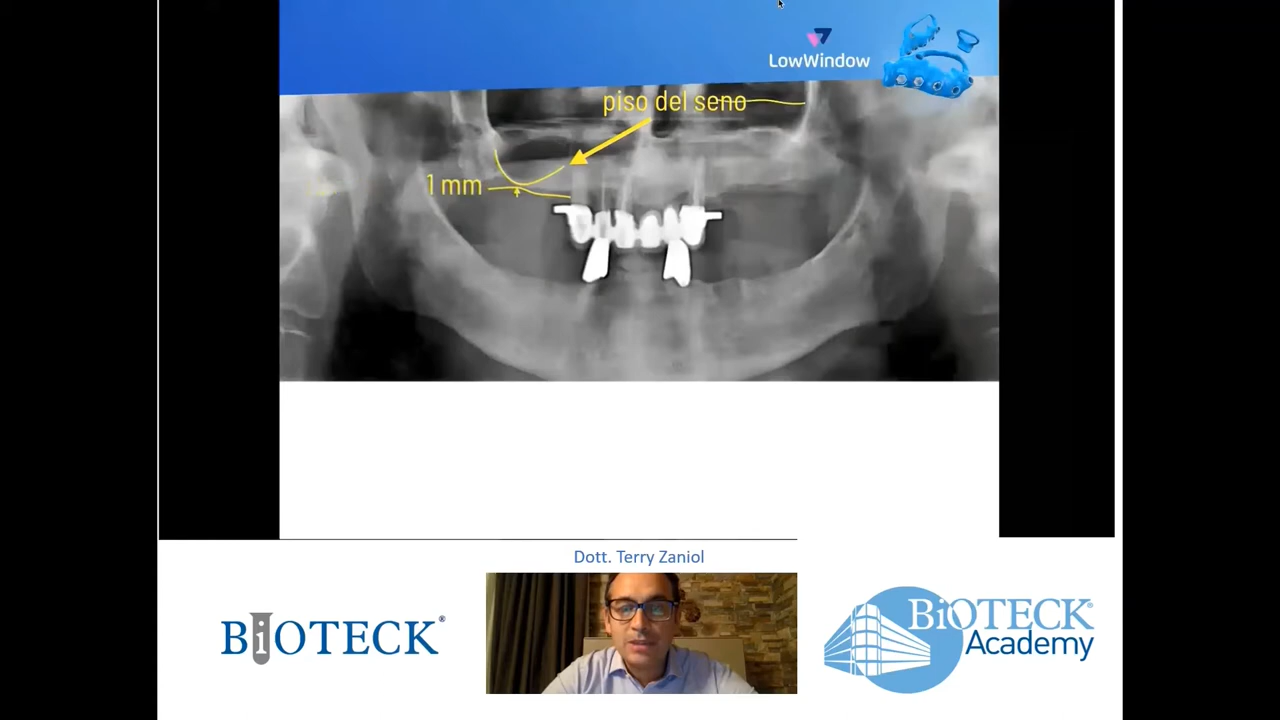 LowWindow
piso del seno
1 mm
Dott. Terry Zaniol
BiOTECK®
BiOTECK®
Academy